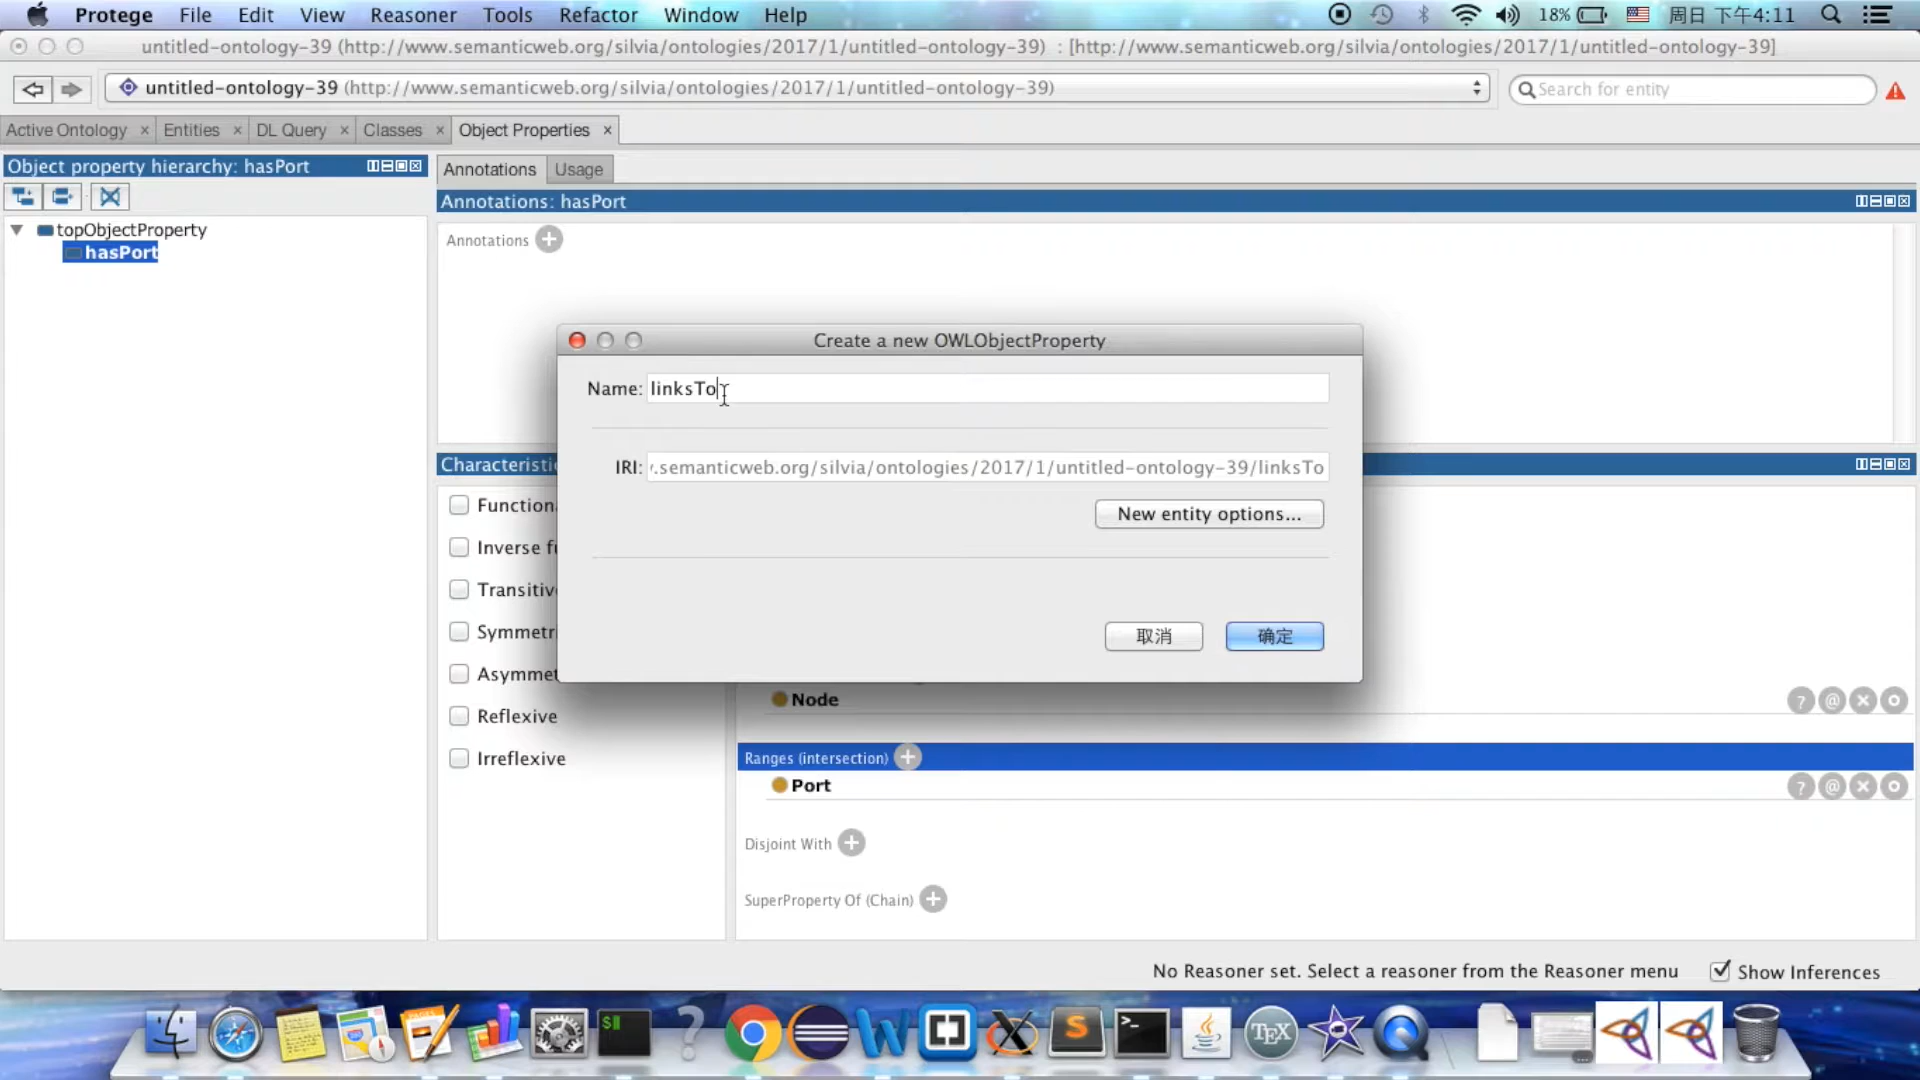 Protege File Edit View Reasoner Tools Refactor Window Help 18% 周日 下午4:11
untitled-ontology-39 (http://www.semanticweb.org/silvia/ontologies/2017/1/untitled-ontology-39) : [http://www.semanticweb.org/silvia/ontologies/2017/1/untitled-ontology-39]
untitled-ontology-39 (http://www.semanticweb.org/silvia/ontologies/2017/1/untitled-ontology-39) Search for entity
Active Ontology × Entities × DL Query × Classes × Object Properties ×
Object property hierarchy: hasPort
Annotations Usage
Annotations: hasPort
topObjectProperty
hasPort
Annotations
Create a new OWLObjectProperty
Name: linksTo
IRI: .semanticweb.org/silvia/ontologies/2017/1/untitled-ontology-39/linksTo
New entity options...
取消 确定
Characteristi
Function
Inverse f
Transitiv
Symmetr
Asymme
Reflexive
Irreflexive
Node
Ranges (intersection)
Port
Disjoint With
SuperProperty Of (Chain)
No Reasoner set. Select a reasoner from the Reasoner menu Show Inferences
TEX